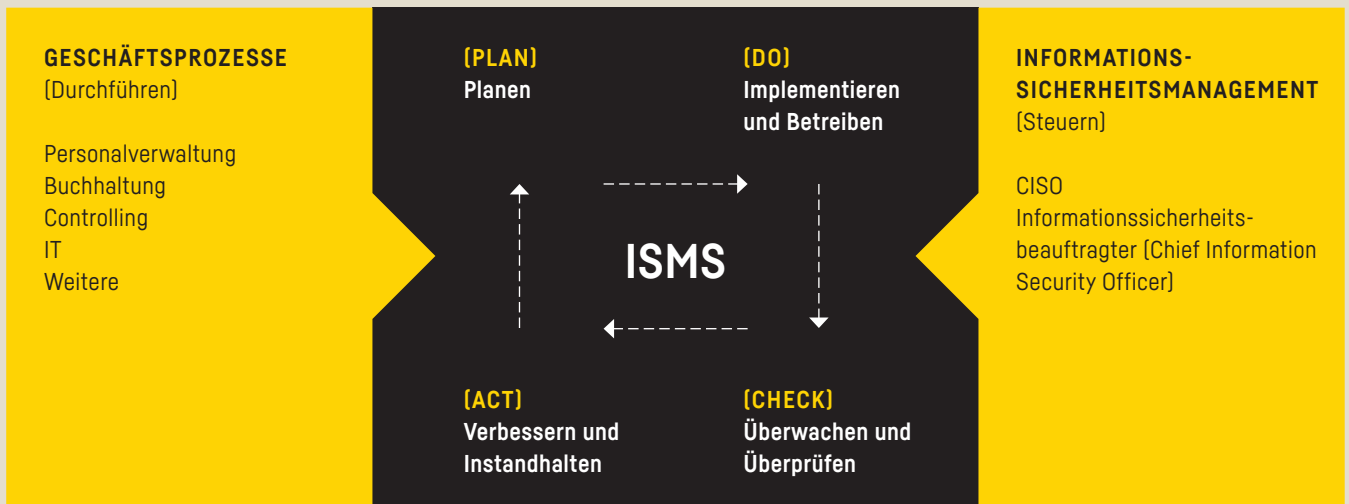 GESCHÄFTSPROZESSE
(Durchführen)
Personalverwaltung
Buchhaltung
Controlling
IT
Weitere
(PLAN)
Planen
(DO)
Implementieren
und Betreiben
ISMS
(ACT)
Verbessern und
Instandhalten
(CHECK)
Überwachen und
Überprüfen
INFORMATIONS-
SICHERHEITSMANAGEMENT
(Steuern)
CISO
Informationssicherheits-
beauftragter (Chief Information
Security Officer)